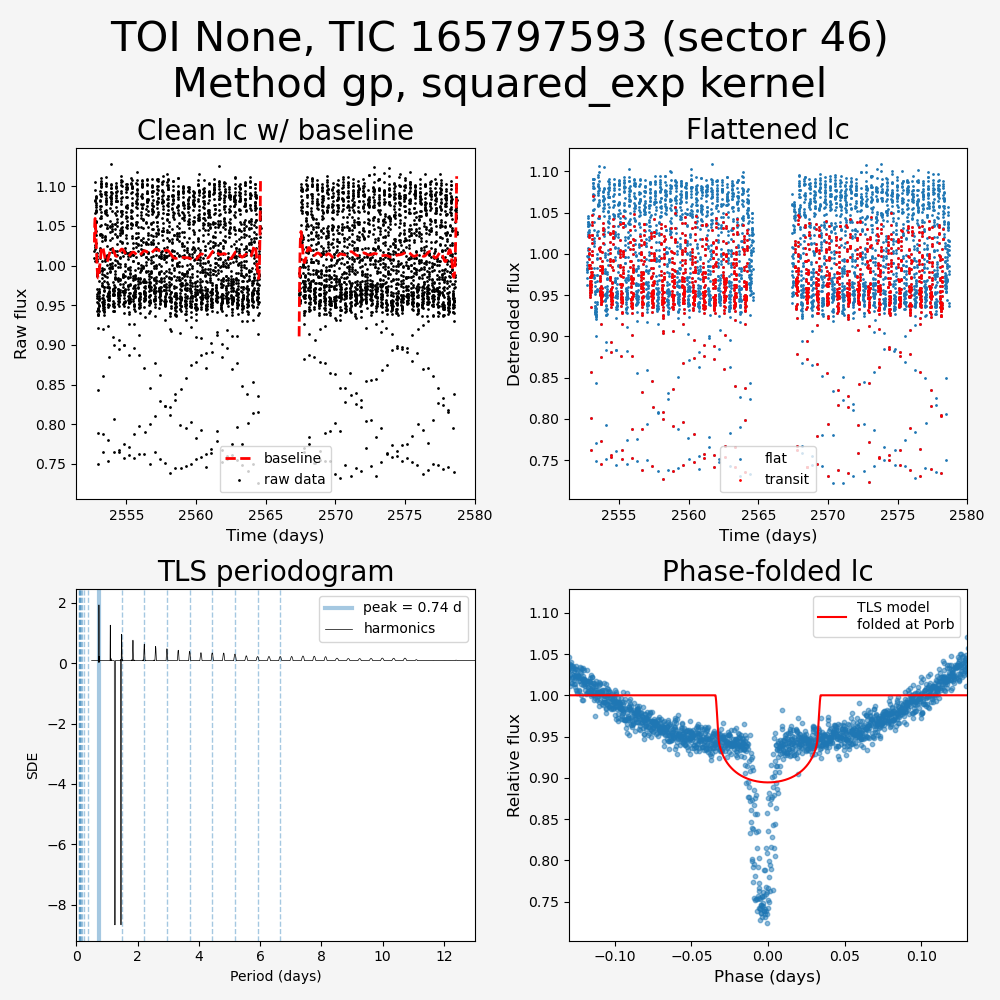 TOI None, TIC 165797593 (sector 46)
Method gp, squared_exp kernel
Clean lc w/ baseline
Raw flux
1.10
1.05
1.00
0.95
0.90
0.85
0.80
0.75
baseline
raw data
2555 2560 2565 2570 2575 2580
Time (days)
Flattened lc
Detrended flux
1.10
1.05
1.00
0.95
0.90
0.85
0.80
0.75
flat
transit
2555 2560 2565 2570 2575 2580
Time (days)
TLS periodogram
SDE
2
0
−2
−4
−6
−8
peak = 0.74 d
harmonics
0 2 4 6 8 10 12
Period (days)
Phase-folded lc
Relative flux
1.10
1.05
1.00
0.95
0.90
0.85
0.80
0.75
TLS model
folded at Porb
−0.10 −0.05 0.00 0.05 0.10
Phase (days)